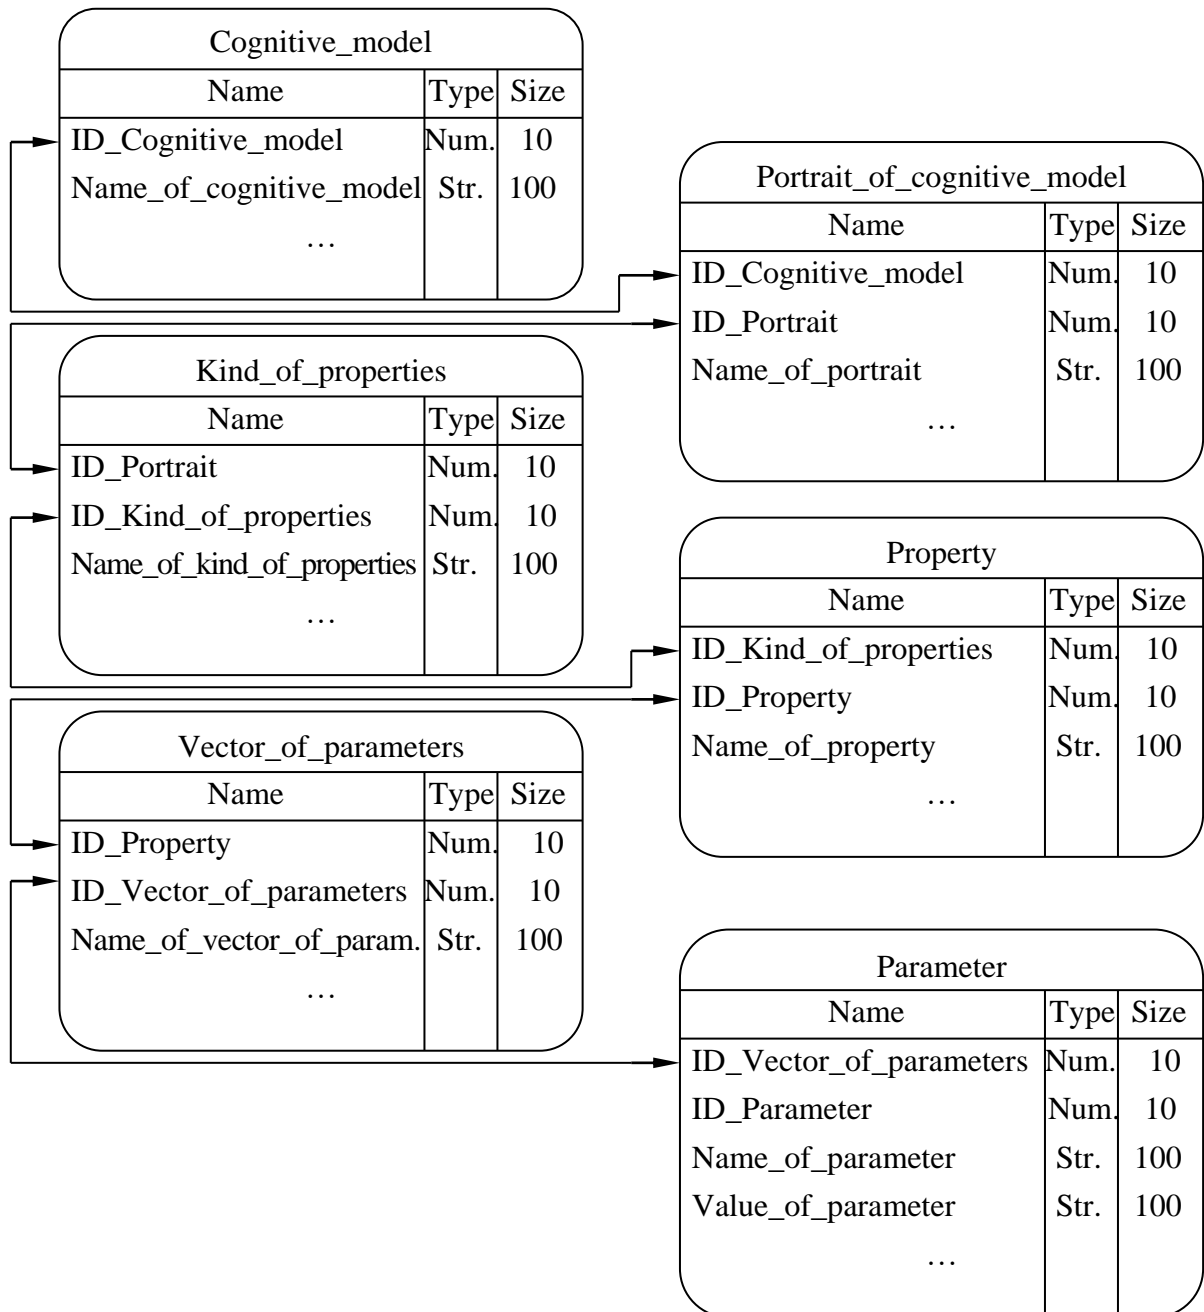 Cognitive_model
Name Type Size
ID_Cognitive_model Num. 10
Name_of_cognitive_model Str. 100
…
Portrait_of_cognitive_model
Name Type Size
ID_Cognitive_model Num. 10
ID_Portrait Num. 10
Name_of_portrait Str. 100
…
Kind_of_properties
Name Type Size
ID_Portrait Num. 10
ID_Kind_of_properties Num. 10
Name_of_kind_of_properties Str. 100
…
Property
Name Type Size
ID_Kind_of_properties Num. 10
ID_Property Num. 10
Name_of_property Str. 100
…
Vector_of_parameters
Name Type Size
ID_Property Num. 10
ID_Vector_of_parameters Num. 10
Name_of_vector_of_param. Str. 100
…
Parameter
Name Type Size
ID_Vector_of_parameters Num. 10
ID_Parameter Num. 10
Name_of_parameter Str. 100
Value_of_parameter Str. 100
…